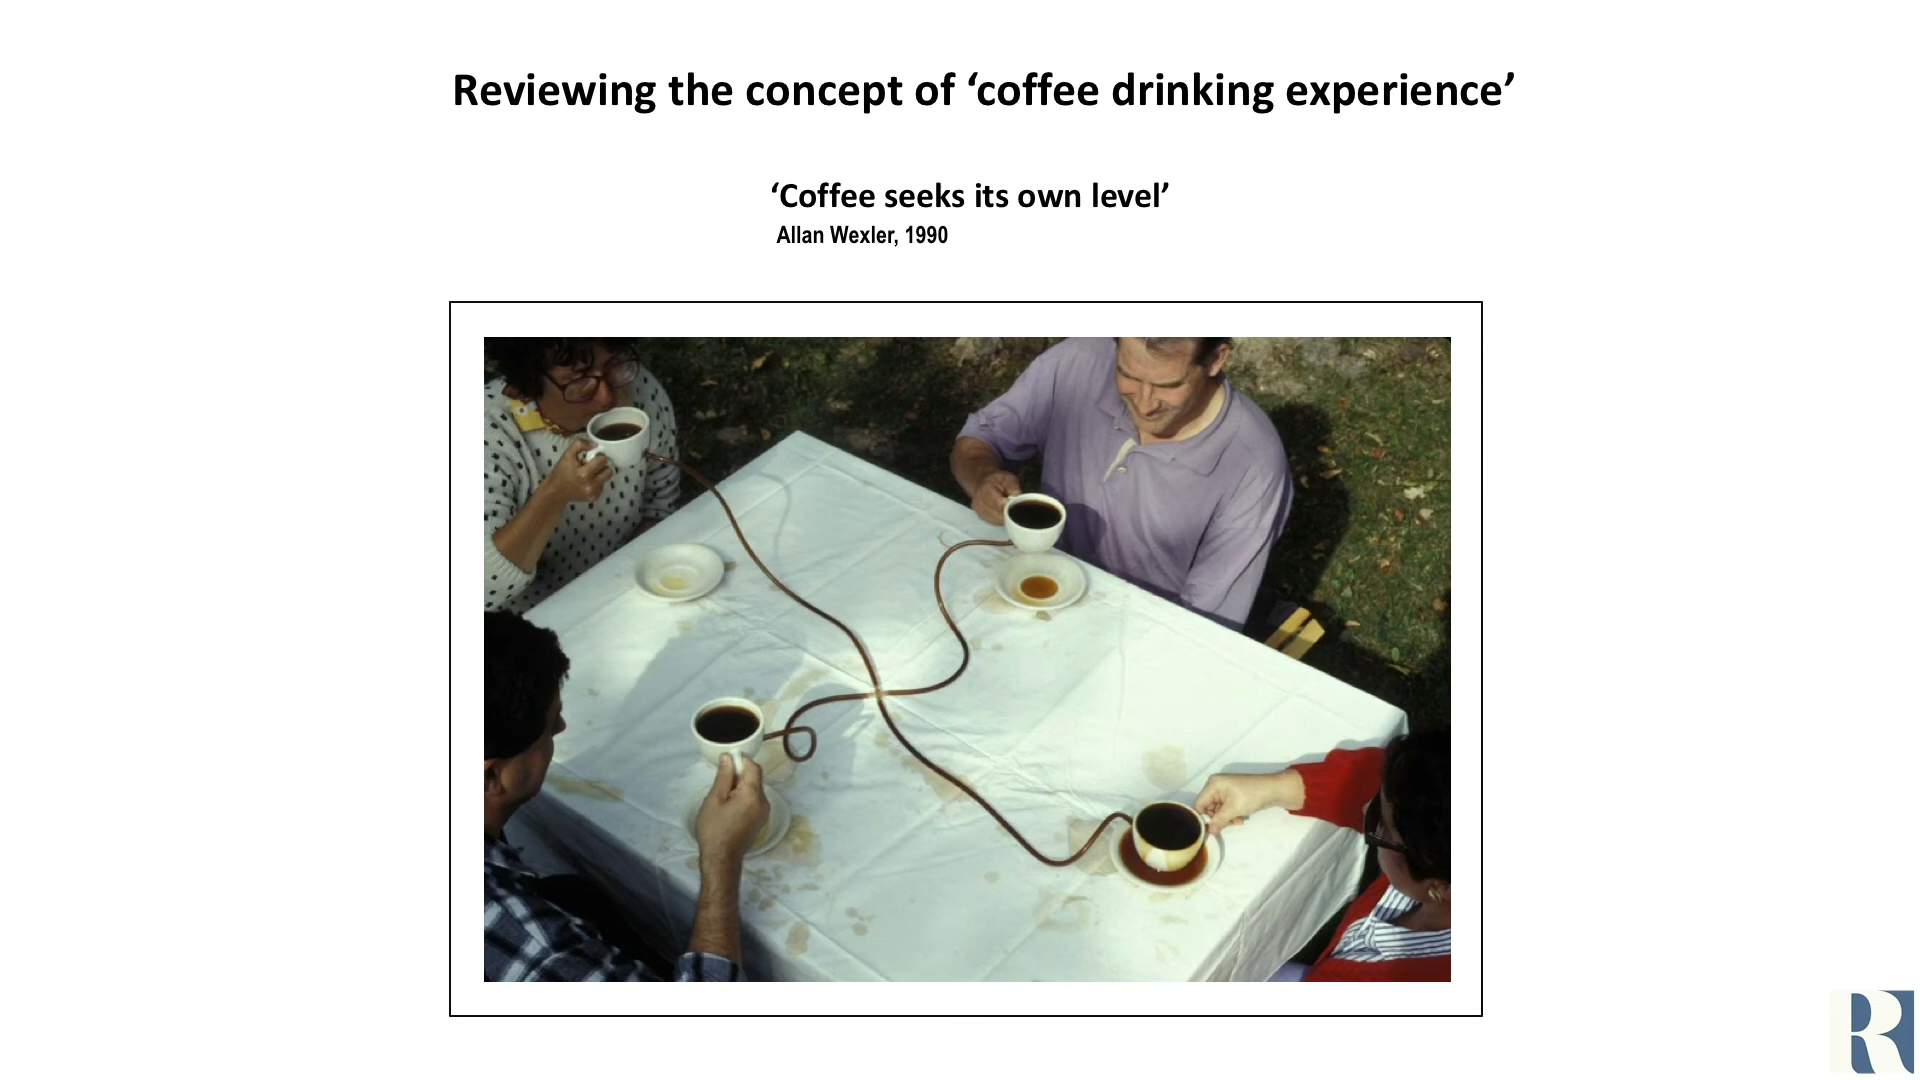 Reviewing the concept of ‘coffee drinking experience’
‘Coffee seeks its own level’
Allan Wexler, 1990
R